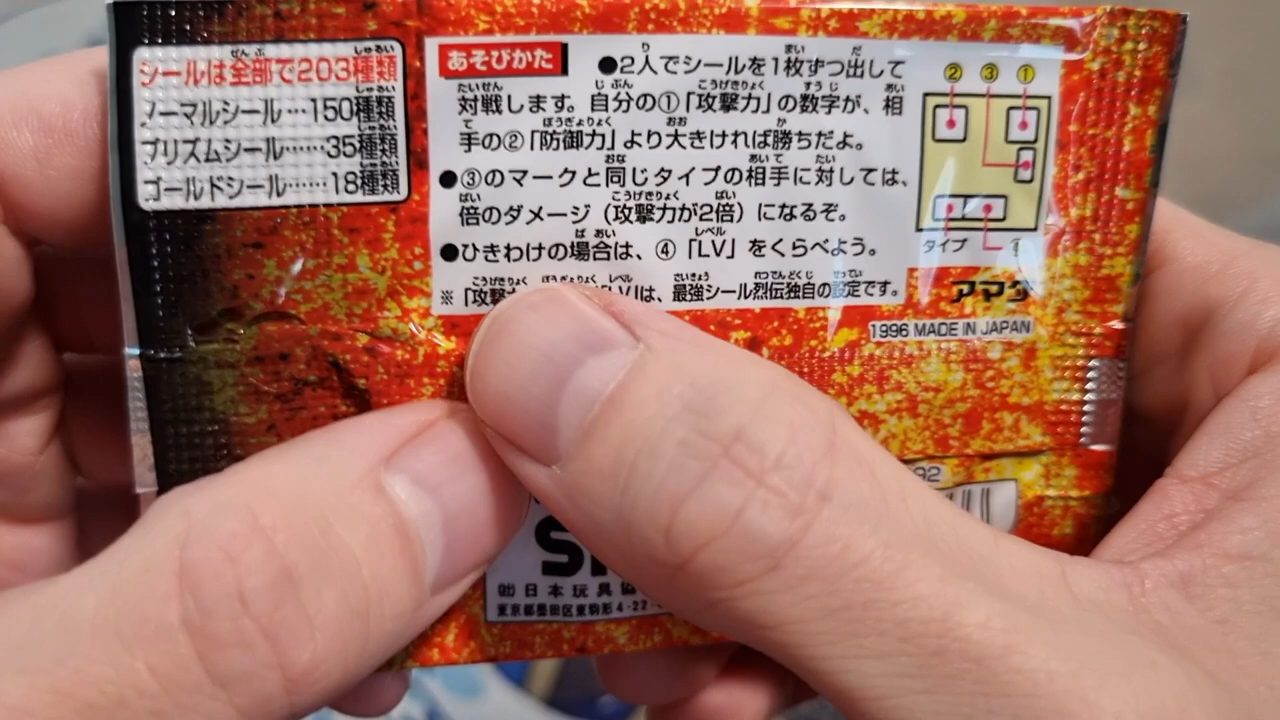 シールは全部で203種類
ノーマルシール…150種類
プリズムシール……35種類
ゴールドシール……18種類
あそびかた
●2人でシールを1枚ずつ出して
対戦します。自分の①「攻撃力」の数字が、相
手の②「防御力」より大きければ勝ちだよ。
●③のマークと同じタイプの相手に対しては、
倍のダメージ（攻撃力が2倍）になるぞ。
●ひきわけの場合は、④「LV」をくらべよう。
※「攻撃 LV」は、最強シール烈伝独自の設定です。
② ③ ①
タイプ ④
アマダ
1996 MADE IN JAPAN
92
S
㈳日本玩具協
東京都墨田区東駒形4-22-